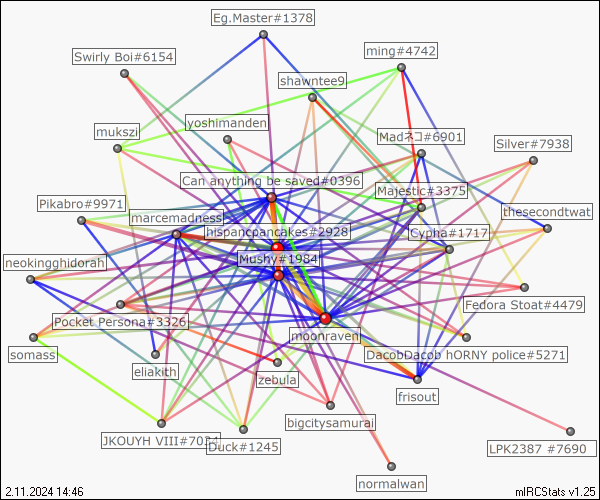 Eg.Master#1378
ming#4742
Swirly Boi#6154
shawntee9
yoshimanden
mukszi
Madネコ#6901
Silver#7938
Can anything be saved#0396
Majestic#3375
Pikabro#9971
marcemadness
thesecondtwat
hispancpancakes#2928
Cypha#1717
Mushy#1984
neokingghidorah
Fedora Stoat#4479
Pocket Persona#3326
moonraven
somass
DacobDacob hORNY police#5271
eliakith
zebula
frisout
bigcitysamurai
JKOUYH VIII#7034
Duck#1245
LPK2387 #7690
normalwan
2.11.2024 14:46
mIRCStats v1.25